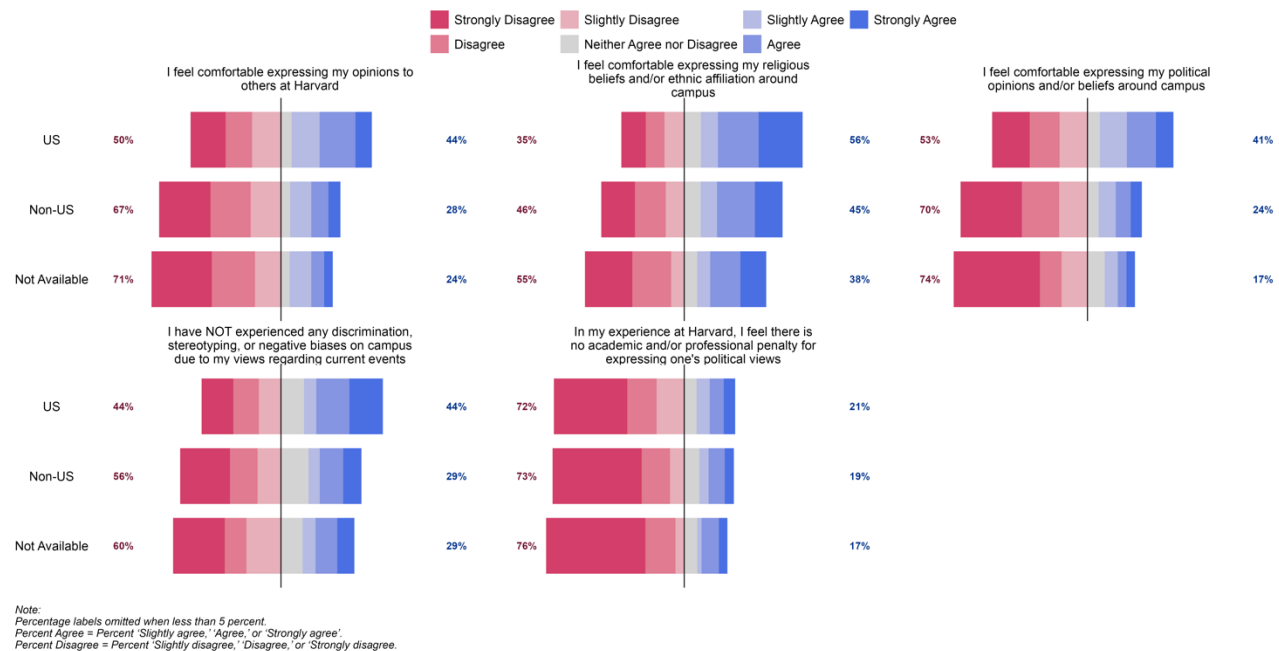 Strongly Disagree Slightly Disagree Slightly Agree Strongly Agree
Disagree Neither Agree nor Disagree Agree
I feel comfortable expressing my opinions to
others at Harvard
I feel comfortable expressing my religious
beliefs and/or ethnic affiliation around
campus
I feel comfortable expressing my political
opinions and/or beliefs around campus
US 50% 44% 35% 56% 53% 41%
Non-US 67% 28% 46% 45% 70% 24%
Not Available 71% 24% 55% 38% 74% 17%
I have NOT experienced any discrimination,
stereotyping, or negative biases on campus
due to my views regarding current events
In my experience at Harvard, I feel there is
no academic and/or professional penalty for
expressing one's political views
US 44% 44% 72% 21%
Non-US 56% 29% 73% 19%
Not Available 60% 29% 76% 17%
Note:
Percentage labels omitted when less than 5 percent.
Percent Agree = Percent 'Slightly agree,' 'Agree,' or 'Strongly agree'.
Percent Disagree = Percent 'Slightly disagree,' 'Disagree,' or 'Strongly disagree.